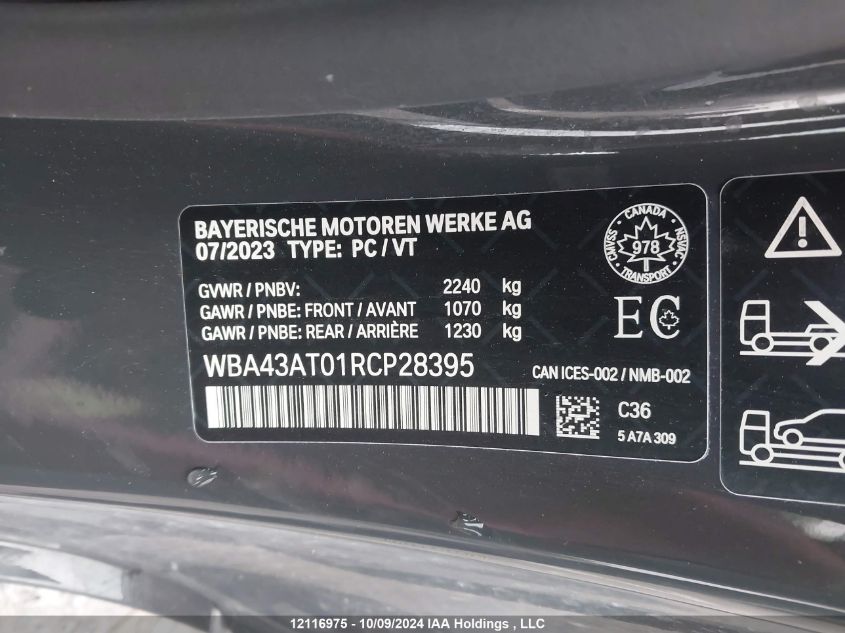 BAYERISCHE MOTOREN WERKE AG
07/2023 TYPE: PC / VT
GVWR / PNBV: 2240 kg
GAWR / PNBE: FRONT / AVANT 1070 kg
GAWR / PNBE: REAR / ARRIÈRE 1230 kg
WBA43AT01RCP28395
CANADA
CMVSS
NSVAC
978
TRANSPORT
EC
CAN ICES-002 / NMB-002
C36
5 A7A 309
12116975 - 10/09/2024 IAA Holdings , LLC